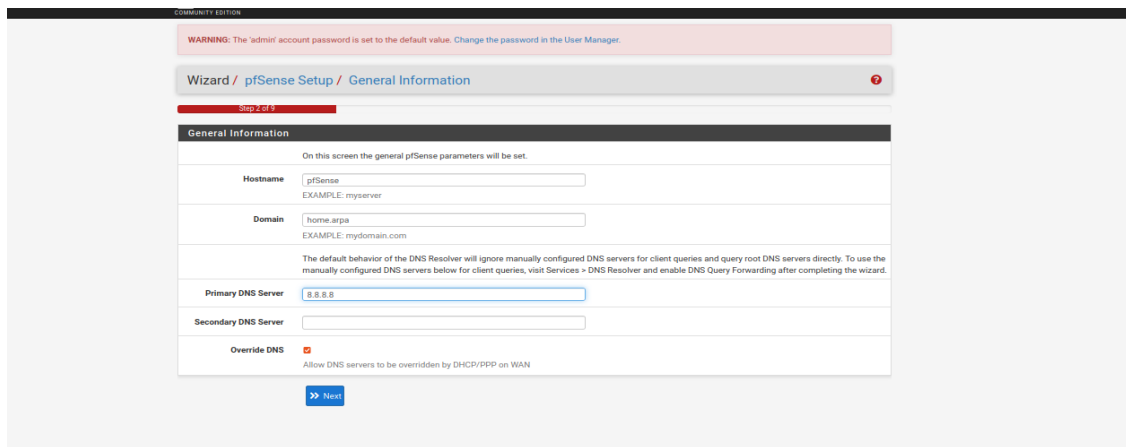 COMMUNITY EDITION
WARNING: The 'admin' account password is set to the default value. Change the password in the User Manager.
Wizard / pfSense Setup / General Information
Step 2 of 9
General Information
On this screen the general pfSense parameters will be set.
Hostname
pfSense
EXAMPLE: myserver
Domain
home.arpa
EXAMPLE: mydomain.com
The default behavior of the DNS Resolver will ignore manually configured DNS servers for client queries and query root DNS servers directly. To use the
manually configured DNS servers below for client queries, visit Services > DNS Resolver and enable DNS Query Forwarding after completing the wizard.
Primary DNS Server
8.8.8.8
Secondary DNS Server
Override DNS
Allow DNS servers to be overridden by DHCP/PPP on WAN
Next